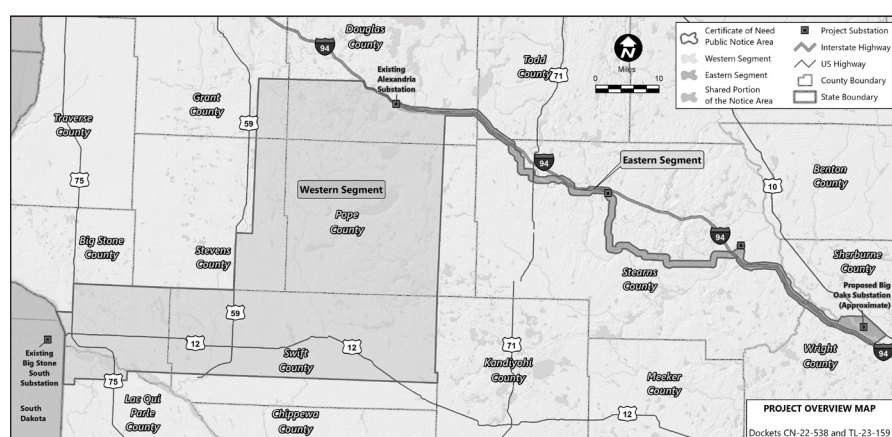 Douglas
County
94
Existing
Alexandria
Substation
Todd
County
71
N
Miles
0
10
Certificate of Need
Public Notice Area
Western Segment
Eastern Segment
Shared Portion
of the Notice Area
Project Substation
Interstate Highway
US Highway
County Boundary
State Boundary
Grant
County
59
Traverse
County
75
94
Eastern Segment
Benton
County
10
Western Segment
Pope
County
Big Stone
County
Stevens
County
94
Stearns
County
Sherburne
County
Proposed Big
Oaks Substation
(Approximate)
59
12
12
Swift
County
71
Kandiyohi
County
Wright
County
94
Existing
Big Stone
South
Substation
75
Meeker
County
South
Dakota
Lac Qui
Parle
County
Chippewa
County
12
PROJECT OVERVIEW MAP
Dockets CN-22-538 and TL-23-159